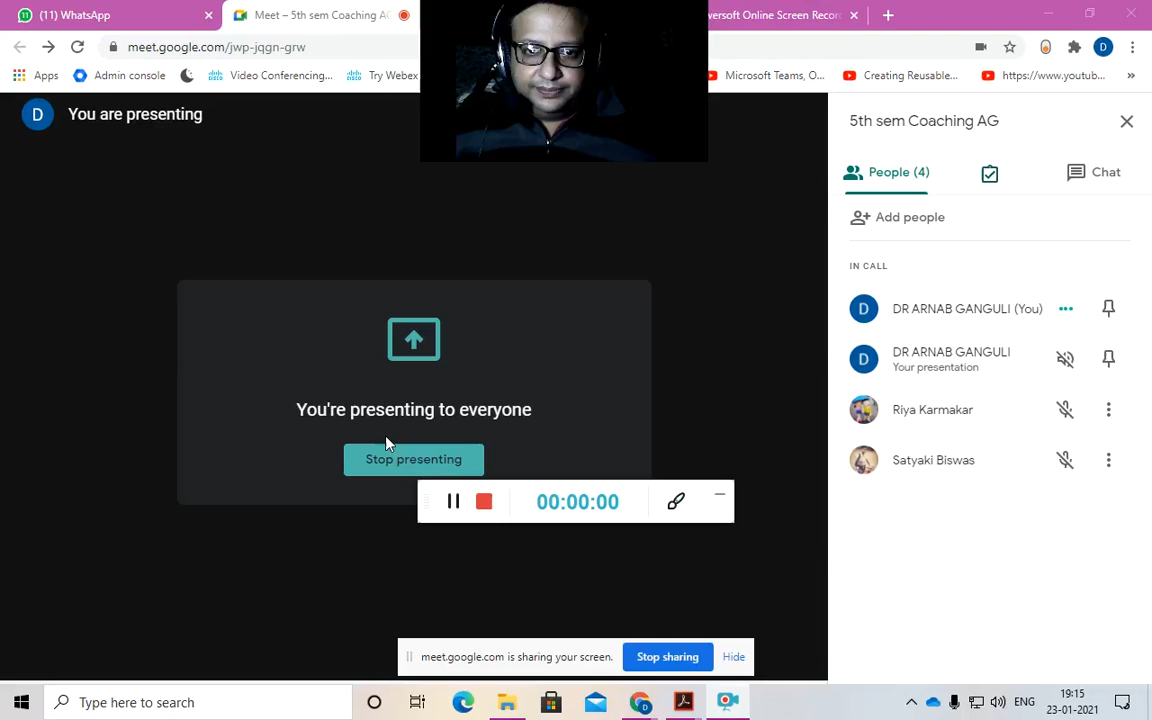 (11) WhatsApp
Meet – 5th sem Coaching AG
versoft Online Screen Recor
meet.google.com/jwp-jqgn-grw
D
Apps
Admin console
Video Conferencing...
Try Webex
Microsoft Teams, O...
Creating Reusable...
https://www.youtub...
D
You are presenting
5th sem Coaching AG
People (4)
Chat
Add people
IN CALL
D
DR ARNAB GANGULI (You)
D
DR ARNAB GANGULI
Your presentation
Riya Karmakar
Satyaki Biswas
You're presenting to everyone
Stop presenting
00:00:00
meet.google.com is sharing your screen.
Stop sharing
Hide
Type here to search
ENG
19:15
23-01-2021